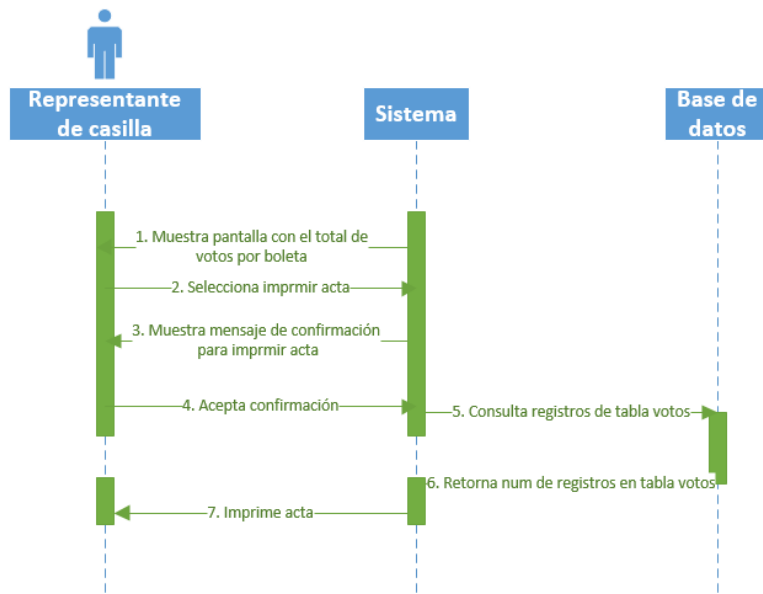 Representante
de casilla
Sistema
Base de
datos
1. Muestra pantalla con el total de
votos por boleta
2. Selecciona imprmir acta
3. Muestra mensaje de confirmación
para imprmir acta
4. Acepta confirmación
5. Consulta registros de tabla votos
6. Retorna num de registros en tabla votos
7. Imprime acta